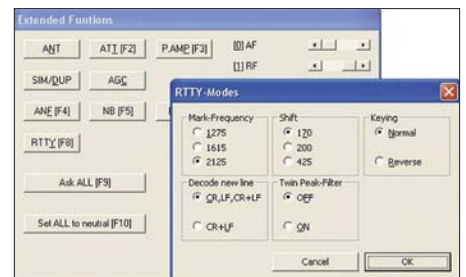 Extended Funtions
ANT ATT [F2] P.AMP [F3] [0] AF
[1] RF
SIM/DUP AGC
ANF [F4] NB [F5]
RTTY [F8]
Ask ALL [F9]
Set ALL to neutral [F10]
RTTY-Modes
Mark-Frequency Shift Keying
1275 170 Normal
1615 200
2125 425 Reverse
Decode new line Twin Peak-Filter
CR,LF,CR+LF OFF
CR+LF ON
Cancel OK